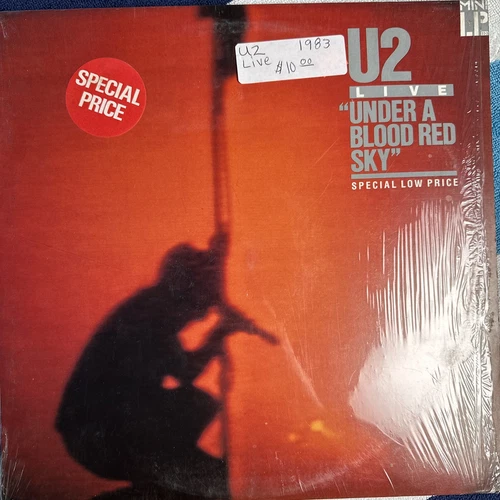 MINI
LP
U2 1983
Live $10.00
SPECIAL
PRICE
U2
LIVE
"UNDER A
BLOOD RED
SKY"
SPECIAL LOW PRICE